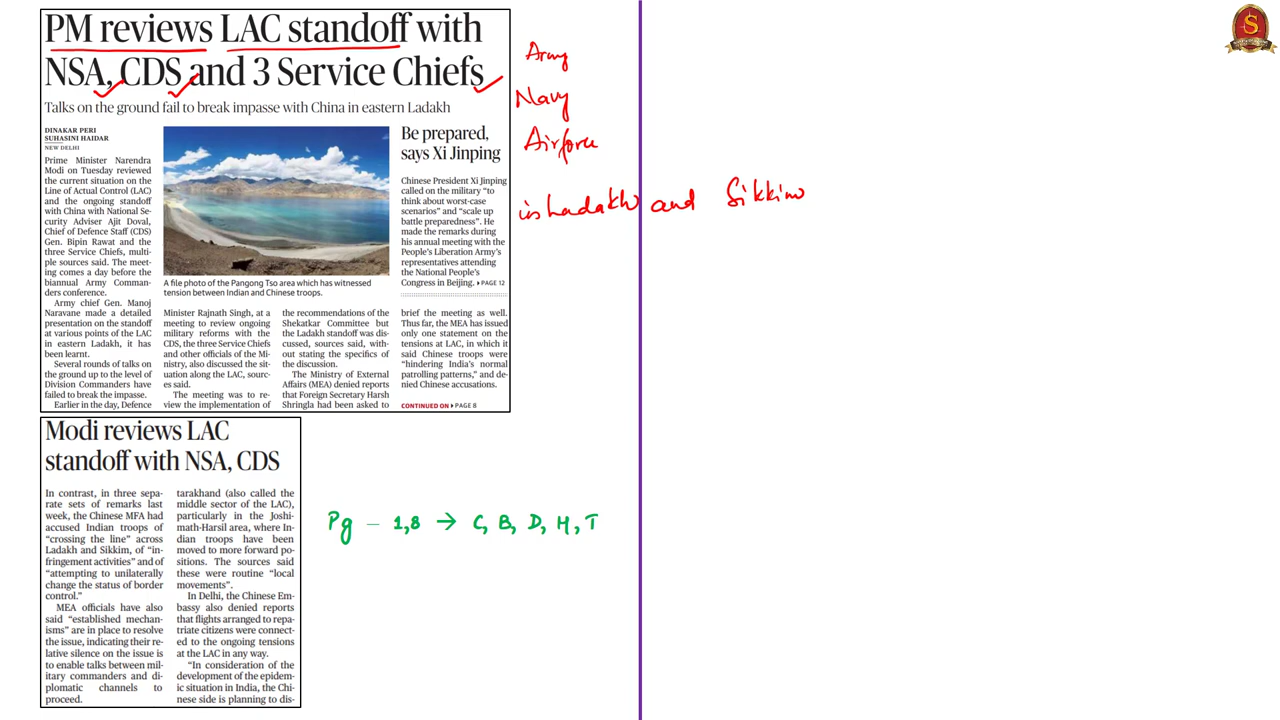 PM reviews LAC standoff with
NSA, CDS and 3 Service Chiefs
Talks on the ground fail to break impasse with China in eastern Ladakh
DINAKAR PERI
SUHASINI HAIDAR
NEW DELHI
Prime Minister Narendra
Modi on Tuesday reviewed
the current situation on the
Line of Actual Control (LAC)
and the ongoing standoff
with China with National Se-
curity Adviser Ajit Doval,
Chief of Defence Staff (CDS)
Gen. Bipin Rawat and the
three Service Chiefs, multi-
ple sources said. The meet-
ing comes a day before the
biannual Army Comman-
ders conference.
Army chief Gen. Manoj
Naravane made a detailed
presentation on the standoff
at various points of the LAC
in eastern Ladakh, it has
been learnt.
Several rounds of talks on
the ground up to the level of
Division Commanders have
failed to break the impasse.
Earlier in the day, Defence
A file photo of the Pangong Tso area which has witnessed
tension between Indian and Chinese troops.
Minister Rajnath Singh, at a
meeting to review ongoing
military reforms with the
CDS, the three Service Chiefs
and other officials of the Mi-
nistry, also discussed the sit-
uation along the LAC, sourc-
es said.
The meeting was to re-
view the implementation of
the recommendations of the
Shekatkar Committee but
the Ladakh standoff was dis-
cussed, sources said, with-
out stating the specifics of
the discussion.
The Ministry of External
Affairs (MEA) denied reports
that Foreign Secretary Harsh
Shringla had been asked to
Be prepared,
says Xi Jinping
Chinese President Xi Jinping
called on the military "to
think about worst-case
scenarios" and "scale up
battle preparedness". He
made the remarks during
his annual meeting with the
People's Liberation Army's
representatives attending
the National People's
Congress in Beijing. ▸ PAGE 12
brief the meeting as well.
Thus far, the MEA has issued
only one statement on the
tensions at LAC, in which it
said Chinese troops were
"hindering India's normal
patrolling patterns," and de-
nied Chinese accusations.
CONTINUED ON ▸ PAGE 8
Army
Navy
Airforce
in Ladakh and Sikkim
Modi reviews LAC
standoff with NSA, CDS
In contrast, in three sepa-
rate sets of remarks last
week, the Chinese MFA had
accused Indian troops of
"crossing the line" across
Ladakh and Sikkim, of "in-
fringement activities" and of
"attempting to unilaterally
change the status of border
control."
MEA officials have also
said "established mechan-
isms" are in place to resolve
the issue, indicating their re-
lative silence on the issue is
to enable talks between mil-
itary commanders and di-
plomatic channels to
proceed.
tarakhand (also called the
middle sector of the LAC),
particularly in the Joshi-
math-Harsil area, where In-
dian troops have been
moved to more forward po-
sitions. The sources said
these were routine "local
movements".
In Delhi, the Chinese Em-
bassy also denied reports
that flights arranged to repa-
triate citizens were connect-
ed to the ongoing tensions
at the LAC in any way.
"In consideration of the
development of the epidem-
ic situation in India, the Chi-
nese side is planning to dis-
Pg – 1,8 → C, B, D, H, T